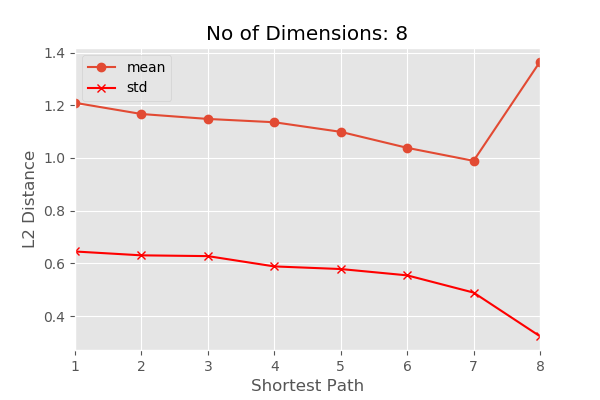 No of Dimensions: 8
mean
std
L2 Distance
1.4
1.2
1.0
0.8
0.6
0.4
1 2 3 4 5 6 7 8
Shortest Path